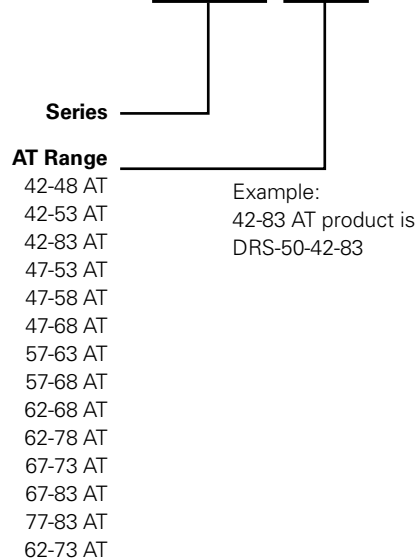 Series
AT Range
42-48 AT
42-53 AT
42-83 AT
47-53 AT
47-58 AT
47-68 AT
57-63 AT
57-68 AT
62-68 AT
62-78 AT
67-73 AT
67-83 AT
77-83 AT
62-73 AT
Example:
42-83 AT product is
DRS-50-42-83